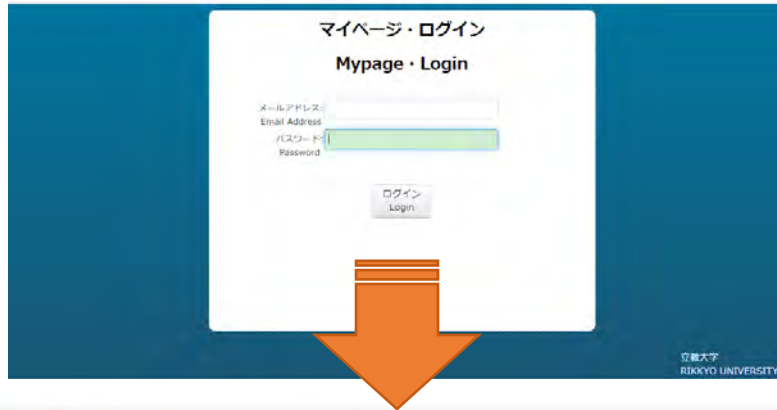 マイページ・ログイン
Mypage・Login
メールアドレス:
Email Address
パスワード:
Password
ログイン
Login
立教大学
RIKKYO UNIVERSITY